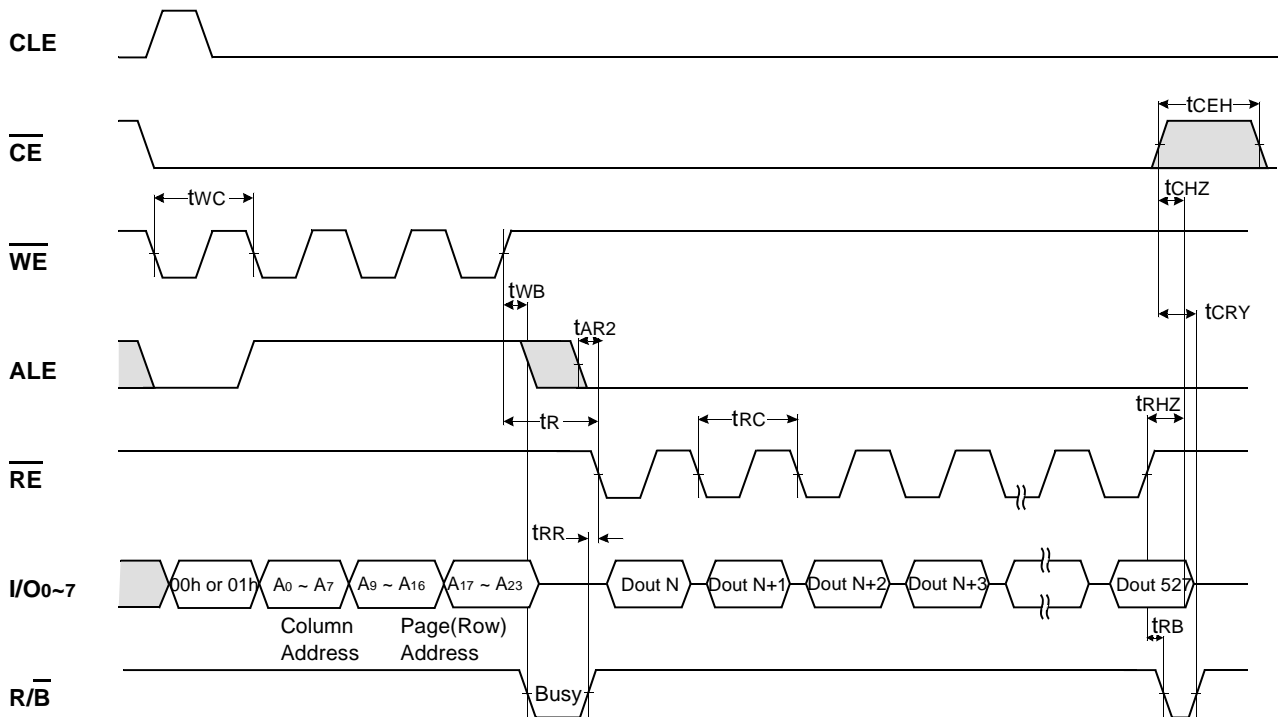 CLE
tCEH
CE
tCHZ
tWC
WE
tWB
tCRY
tAR2
ALE
tRHZ
tR
tRC
RE
tRR
I/O0~7
00h or 01h
A0 ~ A7
A9 ~ A16
A17 ~ A23
Dout N
Dout N+1
Dout N+2
Dout N+3
Dout 527
Column
Address
Page(Row)
Address
tRB
R/B
Busy